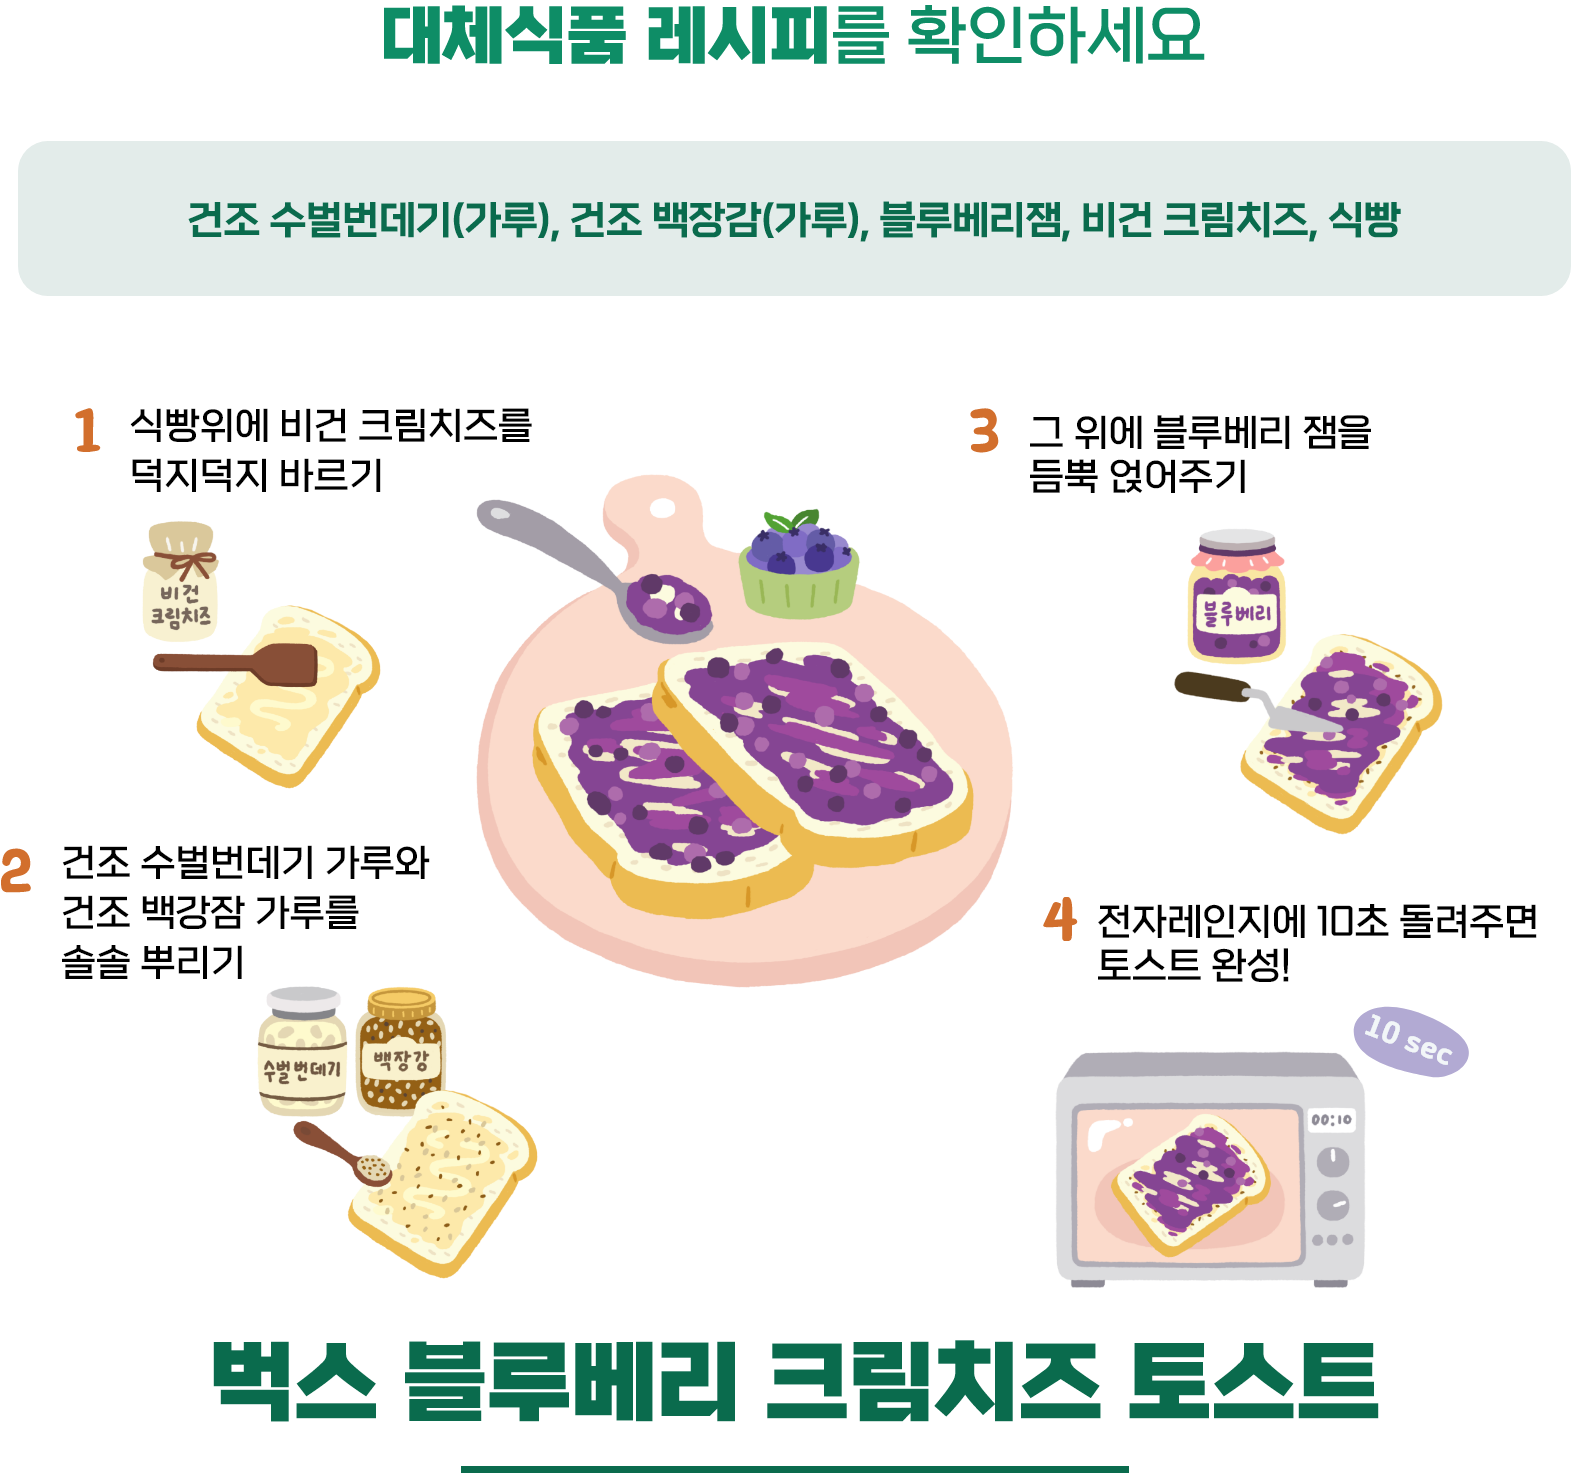 대체식품 레시피를 확인하세요
건조 수벌번데기(가루), 건조 백장감(가루), 블루베리잼, 비건 크림치즈, 식빵
1 식빵위에 비건 크림치즈를
덕지덕지 바르기
비건
크림치즈
2 건조 수벌번데기 가루와
건조 백강잠 가루를
솔솔 뿌리기
수벌번데기
백장감
3 그 위에 블루베리 잼을
듬뿍 얹어주기
블루베리
4 전자레인지에 10초 돌려주면
토스트 완성!
10 sec
00:10
벅스 블루베리 크림치즈 토스트